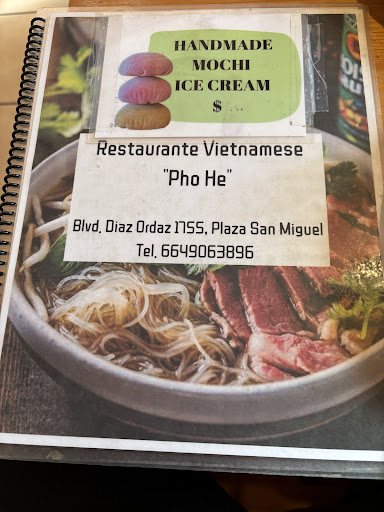 HANDMADE
MOCHI
ICE CREAM
$
Restaurante Vietnamese
"Pho He"
Blvd, Diaz Ordaz 1755, Plaza San Miguel
Tel. 6649063896